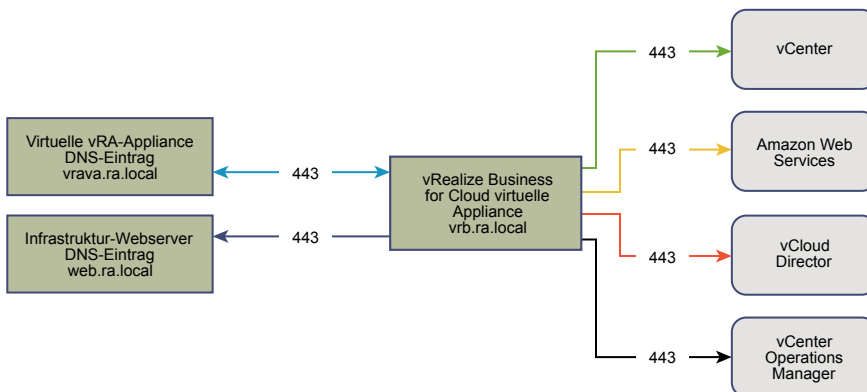 Virtuelle vRA-Appliance
DNS-Eintrag
vrava.ra.local
443
Infrastruktur-Webserver
DNS-Eintrag
web.ra.local
443
vRealize Business
for Cloud virtuelle
Appliance
vrb.ra.local
443
vCenter
443
Amazon Web
Services
443
vCloud
Director
443
vCenter
Operations
Manager